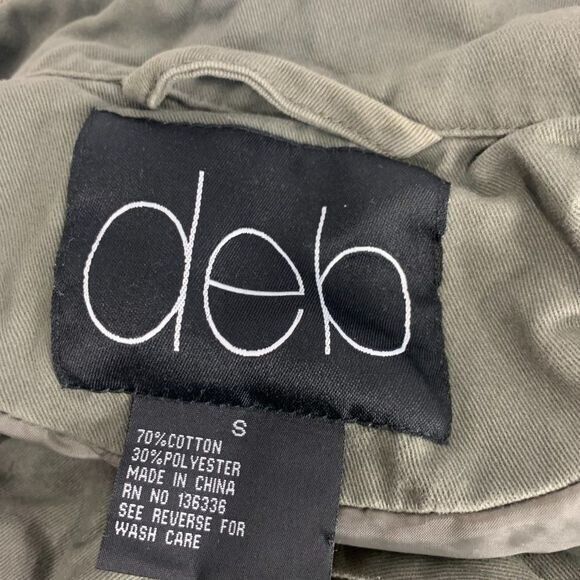 deb
S
70%COTTON
30%POLYESTER
MADE IN CHINA
RN NO 136336
SEE REVERSE FOR
WASH CARE